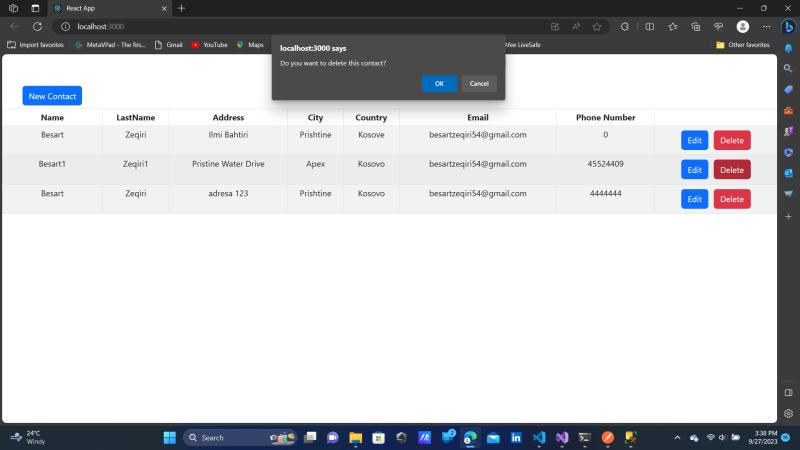 React App
localhost:3000
Import favorites
MetaVPad - The fin...
Gmail
YouTube
Maps
Afee LiveSafe
Other favorites
localhost:3000 says
Do you want to delete this contact?
OK Cancel
New Contact
Name LastName Address City Country Email Phone Number
Besart Zeqiri Ilmi Bahtiri Prishtine Kosove besartzeqiri54@gmail.com 0 Edit Delete
Besart1 Zeqiri1 Pristine Water Drive Apex Kosovo besartzeqiri54@gmail.com 45524409 Edit Delete
Besart Zeqiri adresa 123 Prishtine Kosovo besartzeqiri54@gmail.com 4444444 Edit Delete
24°C
Windy
Search
3:38 PM
9/27/2023